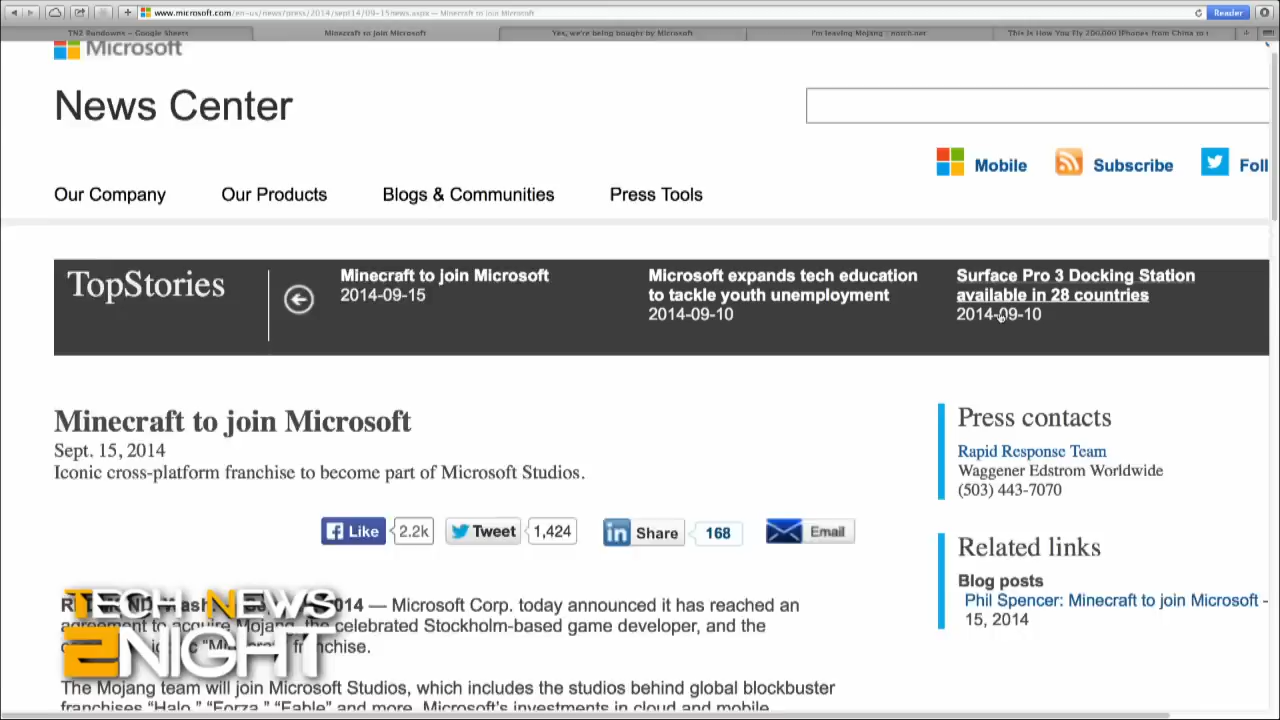 www.microsoft.com/en-us/news/press/2014/sept14/09-15news.aspx — Minecraft to join Microsoft
Reader
TN2 Rundowns – Google Sheets
Minecraft to join Microsoft
Yes, we're being bought by Microsoft
I'm leaving Mojang - notch.net
This Is How You Fly 200,000 iPhones from China to
Microsoft
News Center
Mobile
Subscribe
Foll
Our Company
Our Products
Blogs & Communities
Press Tools
TopStories
Minecraft to join Microsoft
2014-09-15
Microsoft expands tech education
to tackle youth unemployment
2014-09-10
Surface Pro 3 Docking Station
available in 28 countries
2014-09-10
Minecraft to join Microsoft
Sept. 15, 2014
Iconic cross-platform franchise to become part of Microsoft Studios.
Like 2.2k
Tweet 1,424
Share 168
Email
Press contacts
Rapid Response Team
Waggener Edstrom Worldwide
(503) 443-7070
Related links
Blog posts
Phil Spencer: Minecraft to join Microsoft –
15, 2014
2014 — Microsoft Corp. today announced it has reached an
agreement to acquire Mojang, the celebrated Stockholm-based game developer, and the
franchise.
The Mojang team will join Microsoft Studios, which includes the studios behind global blockbuster
franchises “Halo,” “Forza,” “Fable” and more. Microsoft's investments in cloud and mobile
TECH NEWS
2NIGHT